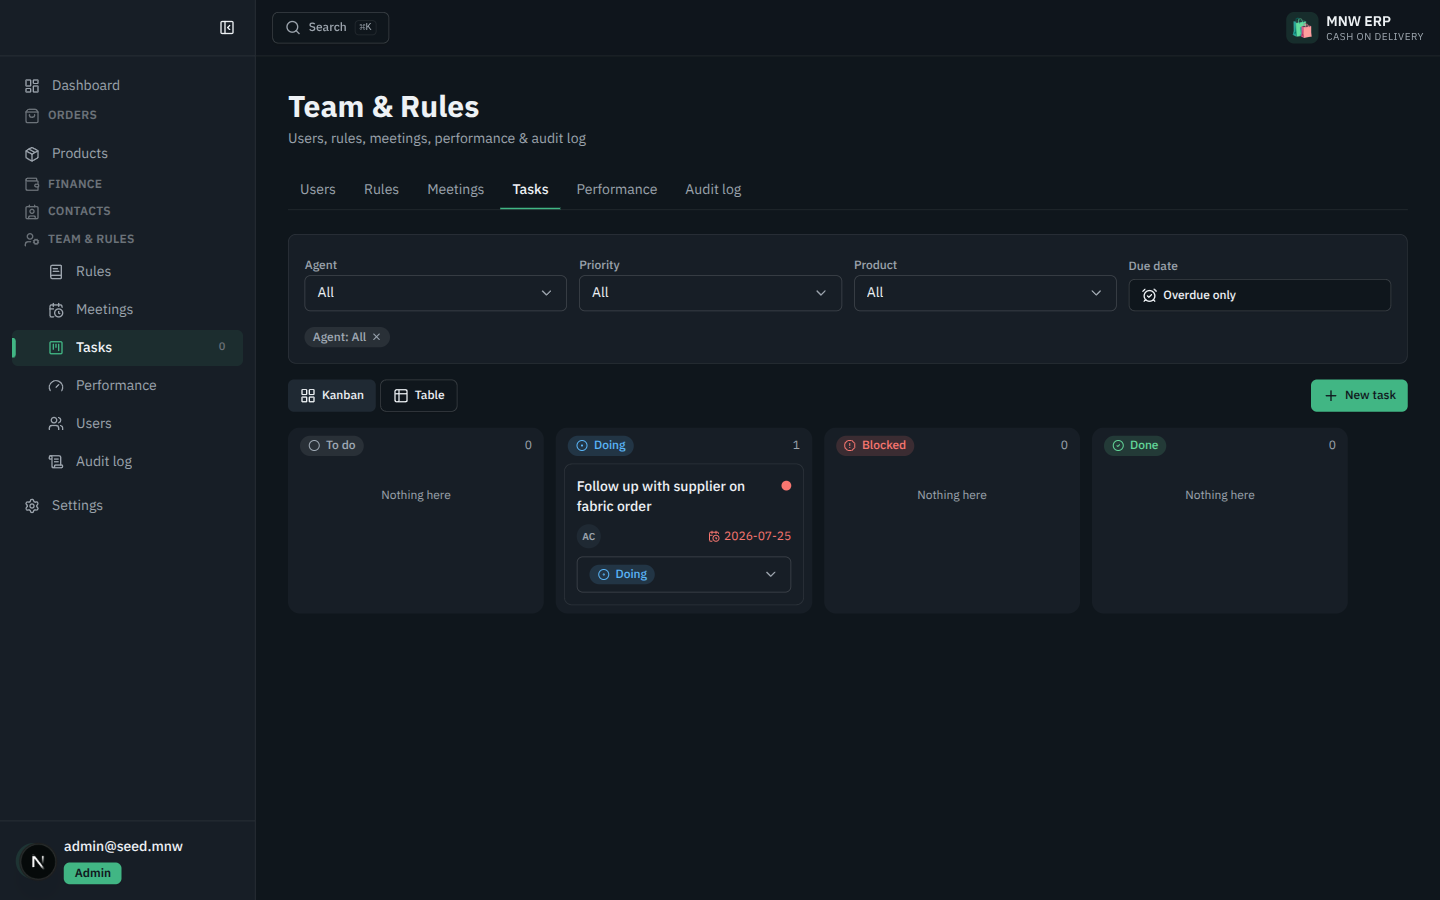 Search ⌘K
MNW ERP
CASH ON DELIVERY
Dashboard
ORDERS
Products
FINANCE
CONTACTS
TEAM & RULES
Rules
Meetings
Tasks 0
Performance
Users
Audit log
Settings
N
admin@seed.mnw
Admin
Team & Rules
Users, rules, meetings, performance & audit log
Users Rules Meetings Tasks Performance Audit log
Agent Priority Product Due date
All All All Overdue only
Agent: All ×
Kanban Table New task
To do 0 Doing 1 Blocked 0 Done 0
Nothing here
Follow up with supplier on
fabric order
AC 2026-07-25
Doing
Nothing here
Nothing here